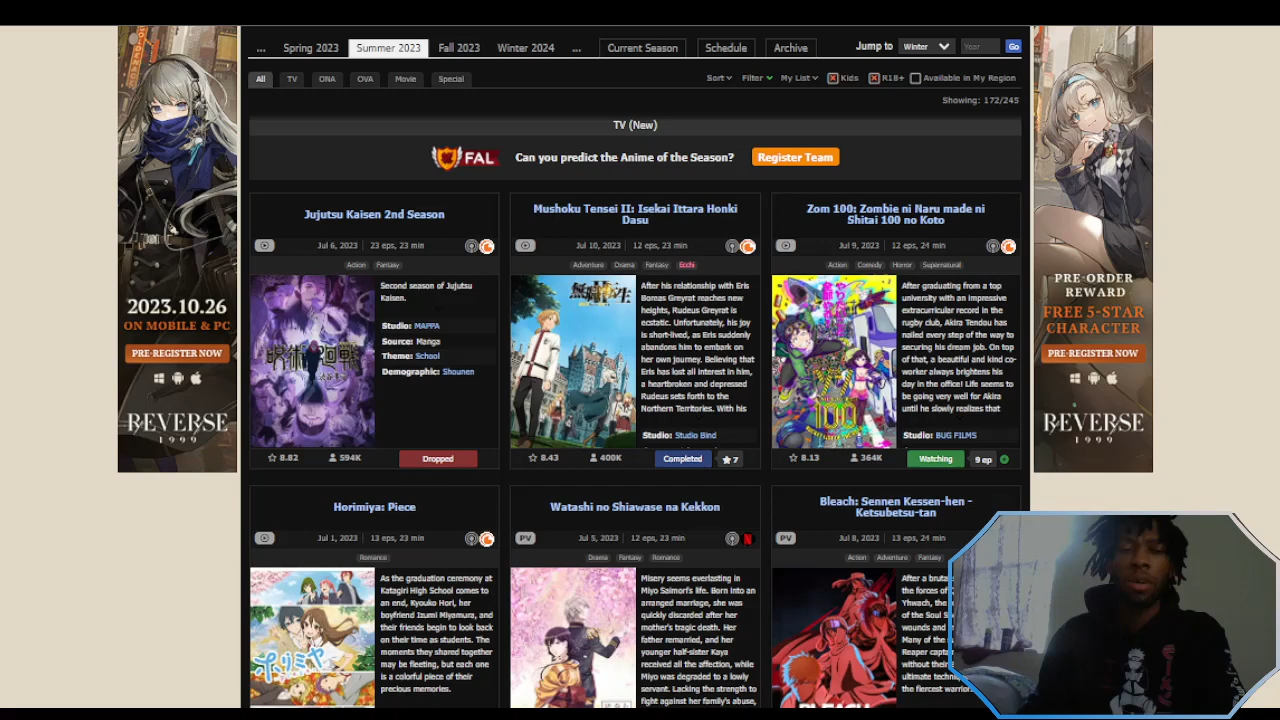 ...
Spring 2023
Summer 2023
Fall 2023
Winter 2024
...
Current Season
Schedule
Archive
Jump to
Winter
Year
Go
All
TV
ONA
OVA
Movie
Special
Sort
Filter
My List
Kids
R18+
Available in My Region
Showing: 172/245
TV (New)
FAL
Can you predict the Anime of the Season?
Register Team
2023.10.26
ON MOBILE & PC
PRE-REGISTER NOW
REVERSE
1999
Jujutsu Kaisen 2nd Season
Jul 6, 2023
23 eps, 23 min
Action
Fantasy
呪術廻戦
Second season of Jujutsu
Kaisen.
Studio: MAPPA
Source: Manga
Theme: School
Demographic: Shounen
8.82
594K
Dropped
Mushoku Tensei II: Isekai Ittara Honki
Dasu
Jul 10, 2023
12 eps, 23 min
Adventure
Drama
Fantasy
Ecchi
After his relationship with Eris
Boreas Greyrat reaches new
heights, Rudeus Greyrat is
ecstatic. Unfortunately, his joy
is short-lived, as Eris suddenly
abandons him to embark on
her own journey. Believing that
Eris has lost all interest in him,
a heartbroken and depressed
Rudeus sets forth to the
Northern Territories. With his
Studio: Studio Bind
8.43
400K
Completed
7
Zom 100: Zombie ni Naru made ni
Shitai 100 no Koto
Jul 9, 2023
12 eps, 24 min
Action
Comedy
Horror
Supernatural
100
After graduating from a top
university with an impressive
extracurricular record in the
rugby club, Akira Tendou has
nailed every step of the way to
securing his dream job. On top
of that, a beautiful and kind co-
worker always brightens his
day in the office! Life seems to
be going very well for Akira
until he slowly realizes that
Studio: BUG FILMS
8.13
364K
Watching
9 ep
PRE-ORDER
REWARD
FREE 5-STAR
CHARACTER
PRE-REGISTER NOW
REVERSE
1999
Horimiya: Piece
Jul 1, 2023
13 eps, 23 min
Romance
ホリミヤ
As the graduation ceremony at
Katagiri High School comes to
an end, Kyouko Hori, her
boyfriend Izumi Miyamura, and
their friends begin to look back
on their time as students. The
moments they shared together
may be fleeting, but each one
is a colorful piece of their
precious memories.
Watashi no Shiawase na Kekkon
PV
Jul 5, 2023
12 eps, 23 min
N
Drama
Fantasy
Romance
Misery seems everlasting in
Miyo Saimori's life. Born into an
arranged marriage, she was
quickly discarded after her
mother's tragic death. Her
father remarried, and her
younger half-sister Kaya
received all the affection, while
Miyo was degraded to a lowly
servant. Lacking the strength to
fight against her family's abuse,
Bleach: Sennen Kessen-hen -
Ketsubetsu-tan
PV
Jul 8, 2023
13 eps, 24 min
Action
Adventure
Fantasy
BLEACH
After a bruta
the forces of
Yhwach, the
of the Soul S
wounds and
Many of the
Reaper capt
without their
ultimate techni
the fiercest warrio